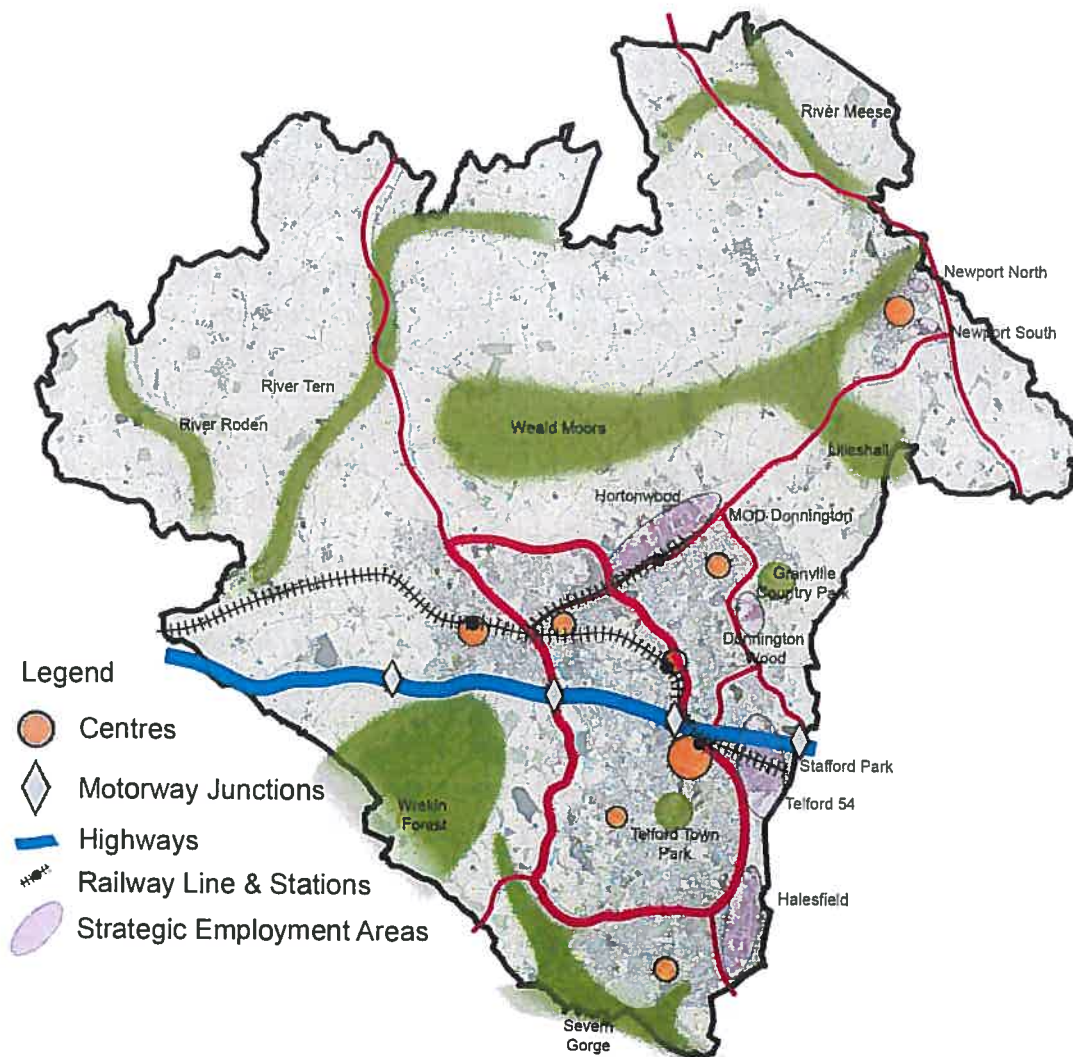 River Meese
Newport North
Newport South
River Tern
River Roden
Weald Moors
Lilleshall
Hortonwood
MOD Donnington
Granville
Country Park
Donnington
Wood
Legend
Centres
Motorway Junctions
Highways
Railway Line & Stations
Strategic Employment Areas
Stafford Park
Telford 54
Wrekin
Forest
Telford Town
Park
Halesfield
Severn
Gorge